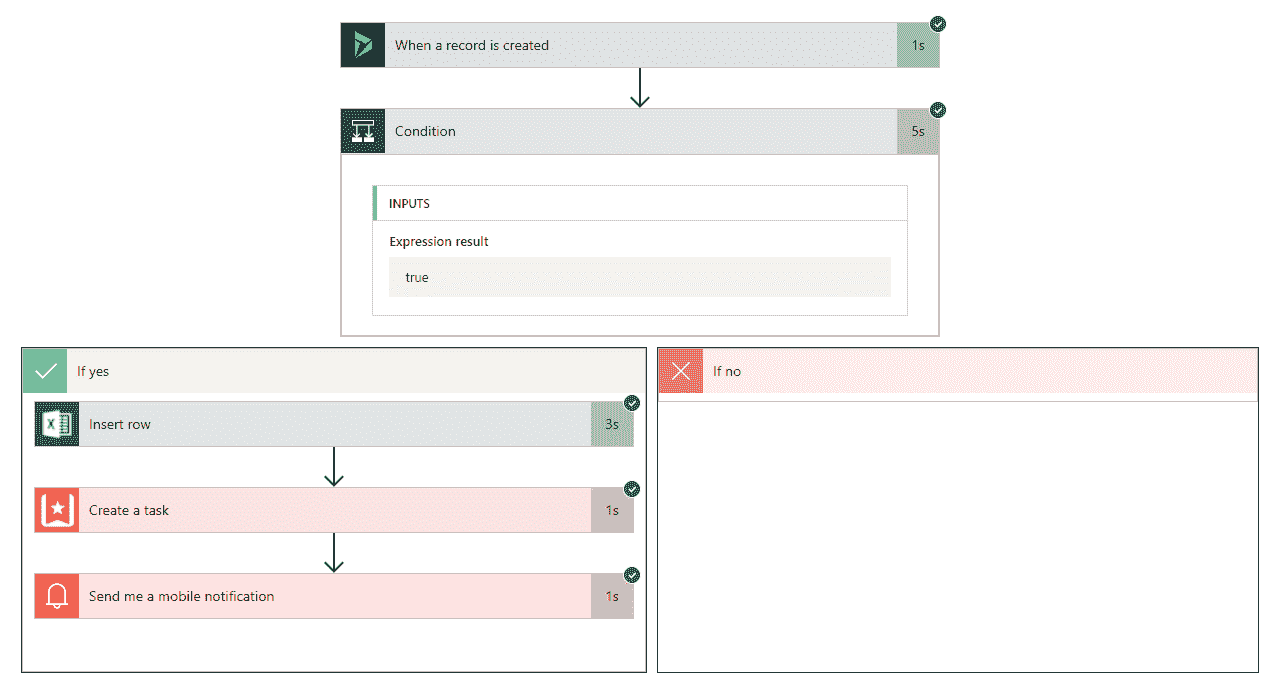 When a record is created 1s
Condition 5s
INPUTS
Expression result
true
If yes
If no
Insert row 3s
Create a task 1s
Send me a mobile notification 1s